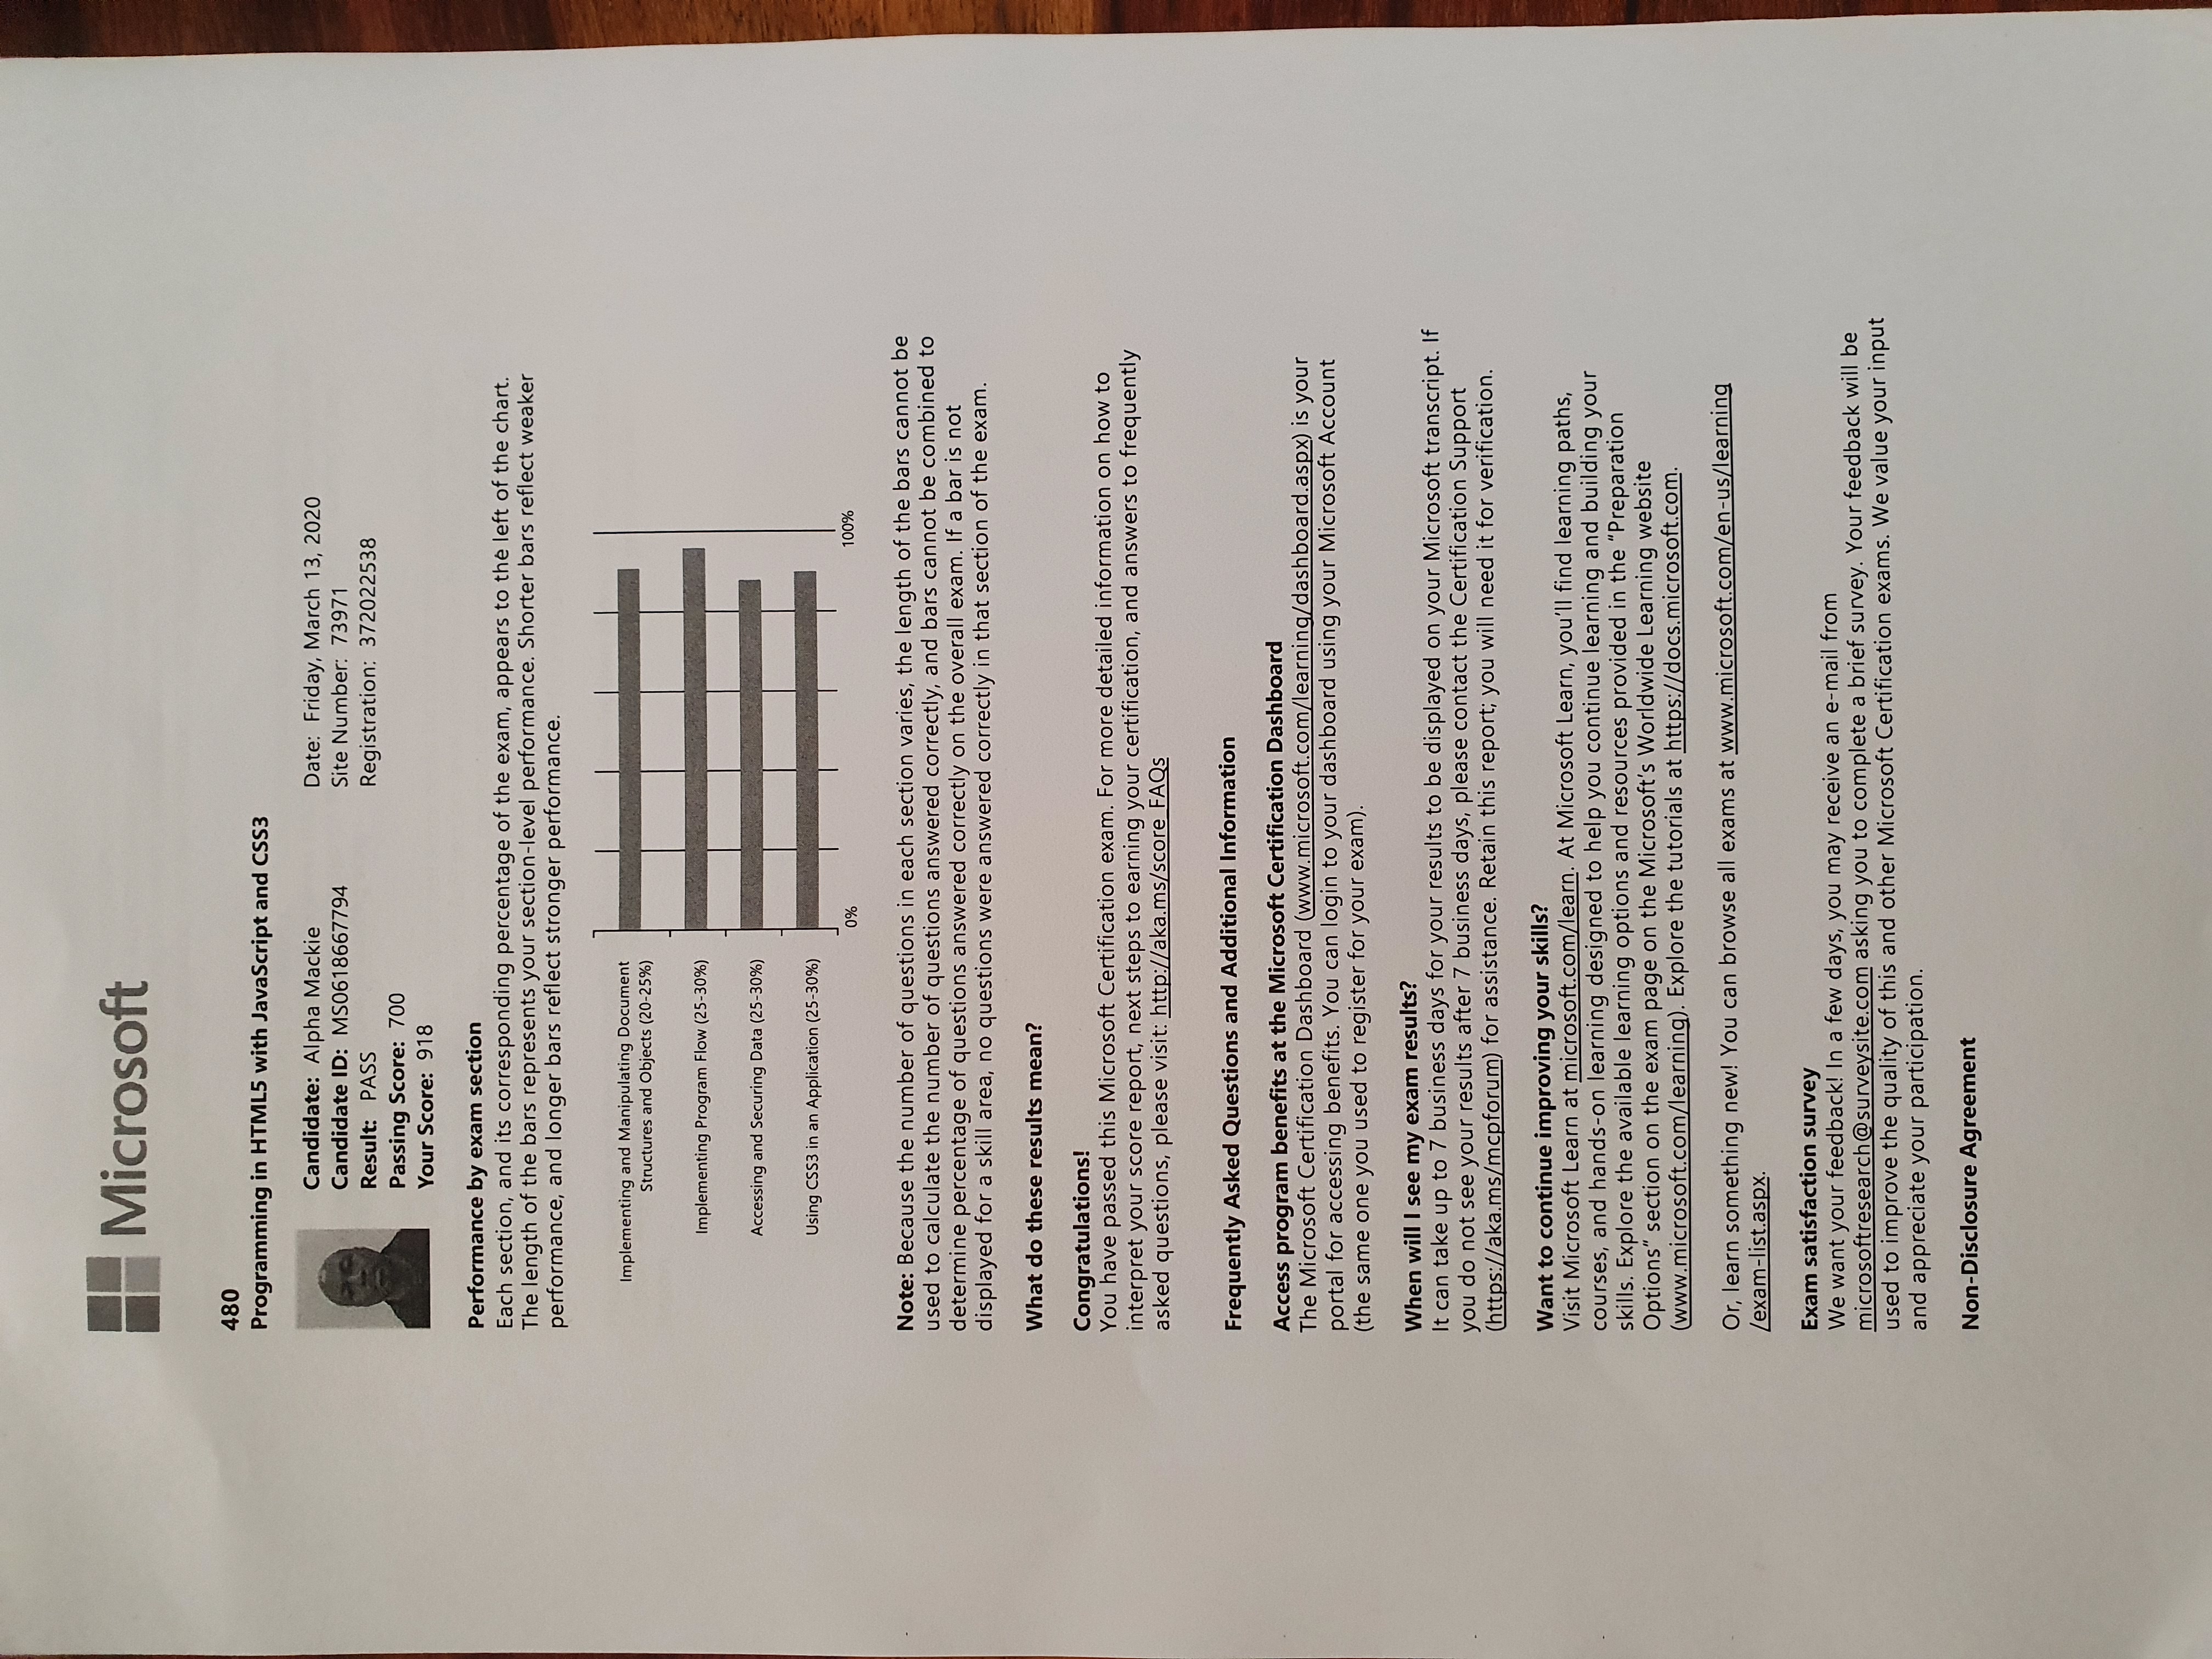 Microsoft
480
Programming in HTML5 with JavaScript and CSS3
Candidate: Alpha Mackie
Candidate ID: MS0618667794
Result: PASS
Passing Score: 700
Your Score: 918
Date: Friday, March 13, 2020
Site Number: 73971
Registration: 372022538
Performance by exam section
Each section, and its corresponding percentage of the exam, appears to the left of the chart.
The length of the bars represents your section-level performance. Shorter bars reflect weaker
performance, and longer bars reflect stronger performance.
Implementing and Manipulating Document
Structures and Objects (20-25%)
Implementing Program Flow (25-30%)
Accessing and Securing Data (25-30%)
Using CSS3 in an Application (25-30%)
0%
100%
Note: Because the number of questions in each section varies, the length of the bars cannot be
used to calculate the number of questions answered correctly, and bars cannot be combined to
determine percentage of questions answered correctly on the overall exam. If a bar is not
displayed for a skill area, no questions were answered correctly in that section of the exam.
What do these results mean?
Congratulations!
You have passed this Microsoft Certification exam. For more detailed information on how to
interpret your score report, next steps to earning your certification, and answers to frequently
asked questions, please visit: http://aka.ms/score_FAQs
Frequently Asked Questions and Additional Information
Access program benefits at the Microsoft Certification Dashboard
The Microsoft Certification Dashboard (www.microsoft.com/learning/dashboard.aspx) is your
portal for accessing benefits. You can login to your dashboard using your Microsoft Account
(the same one you used to register for your exam).
When will I see my exam results?
It can take up to 7 business days for your results to be displayed on your Microsoft transcript. If
you do not see your results after 7 business days, please contact the Certification Support
(https://aka.ms/mcpforum) for assistance. Retain this report; you will need it for verification.
Want to continue improving your skills?
Visit Microsoft Learn at microsoft.com/learn. At Microsoft Learn, you'll find learning paths,
courses, and hands-on learning designed to help you continue learning and building your
skills. Explore the available learning options and resources provided in the "Preparation
Options" section on the exam page on the Microsoft's Worldwide Learning website
(www.microsoft.com/learning). Explore the tutorials at https://docs.microsoft.com.
Or, learn something new! You can browse all exams at www.microsoft.com/en-us/learning
/exam-list.aspx.
Exam satisfaction survey
We want your feedback! In a few days, you may receive an e-mail from
microsoftresearch@surveysite.com asking you to complete a brief survey. Your feedback will be
used to improve the quality of this and other Microsoft Certification exams. We value your input
and appreciate your participation.
Non-Disclosure Agreement